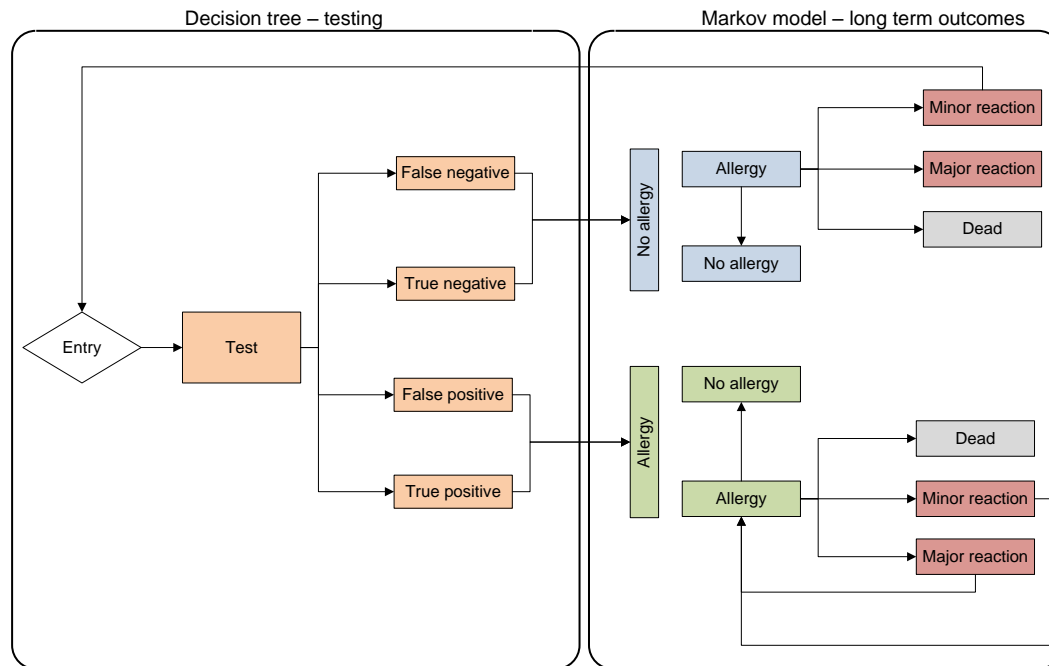 Decision tree – testing
Markov model – long term outcomes
Minor reaction
False negative
Allergy
Major reaction
No allergy
Dead
True negative
No allergy
Entry
Test
False positive
No allergy
Allergy
Dead
True positive
Allergy
Minor reaction
Major reaction